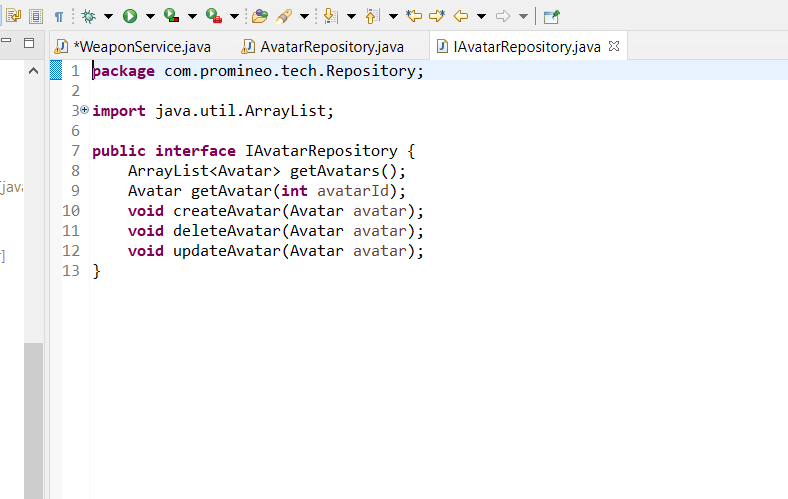 *WeaponService.java AvatarRepository.java IAvatarRepository.java
1 package com.promineo.tech.Repository;
2
3 import java.util.ArrayList;
6
7 public interface IAvatarRepository {
8 ArrayList<Avatar> getAvatars();
9 Avatar getAvatar(int avatarId);
10 void createAvatar(Avatar avatar);
11 void deleteAvatar(Avatar avatar);
12 void updateAvatar(Avatar avatar);
13 }
[java